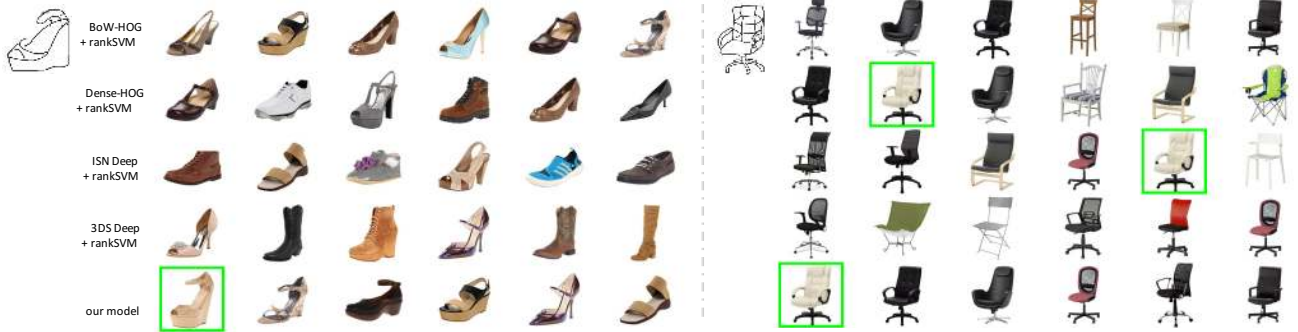 BoW-HOG
+ rankSVM
Dense-HOG
+ rankSVM
ISN Deep
+ rankSVM
3DS Deep
+ rankSVM
our model